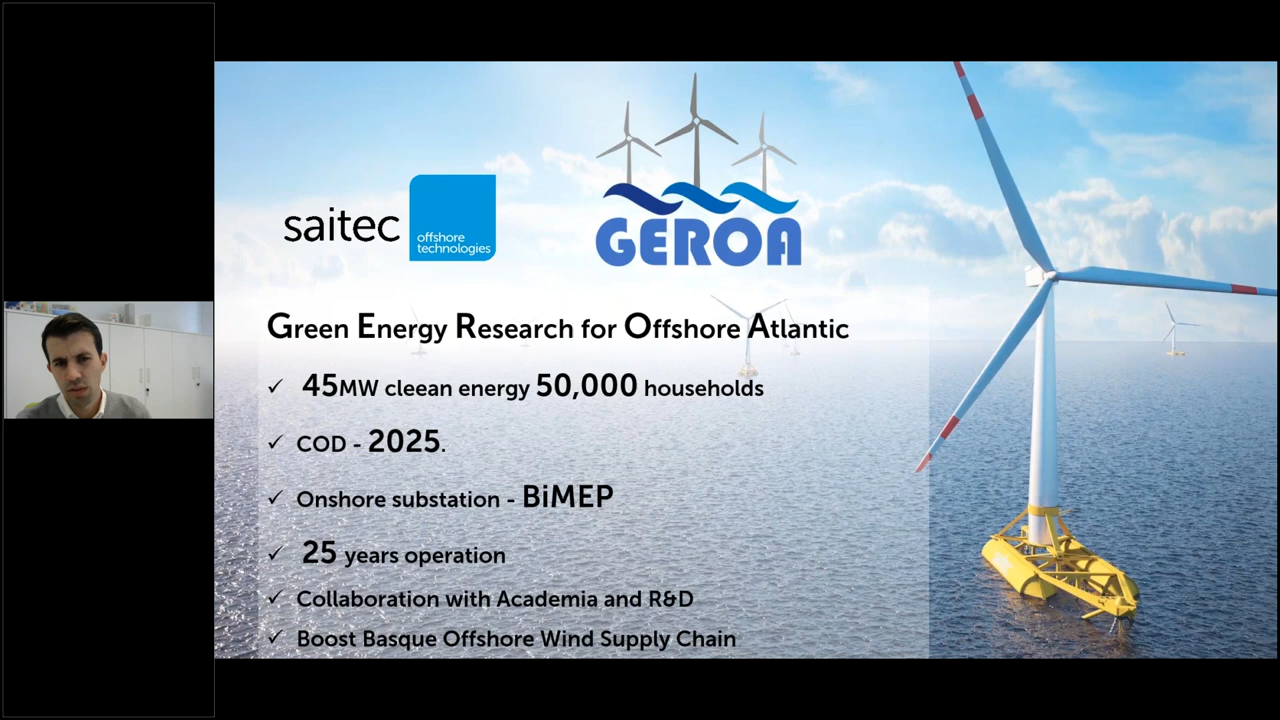 saitec
offshore
technologies
GEROA
Green Energy Research for Offshore Atlantic
✓ 45MW cleean energy 50,000 households
✓ COD - 2025.
✓ Onshore substation - BiMEP
✓ 25 years operation
✓ Collaboration with Academia and R&D
✓ Boost Basque Offshore Wind Supply Chain